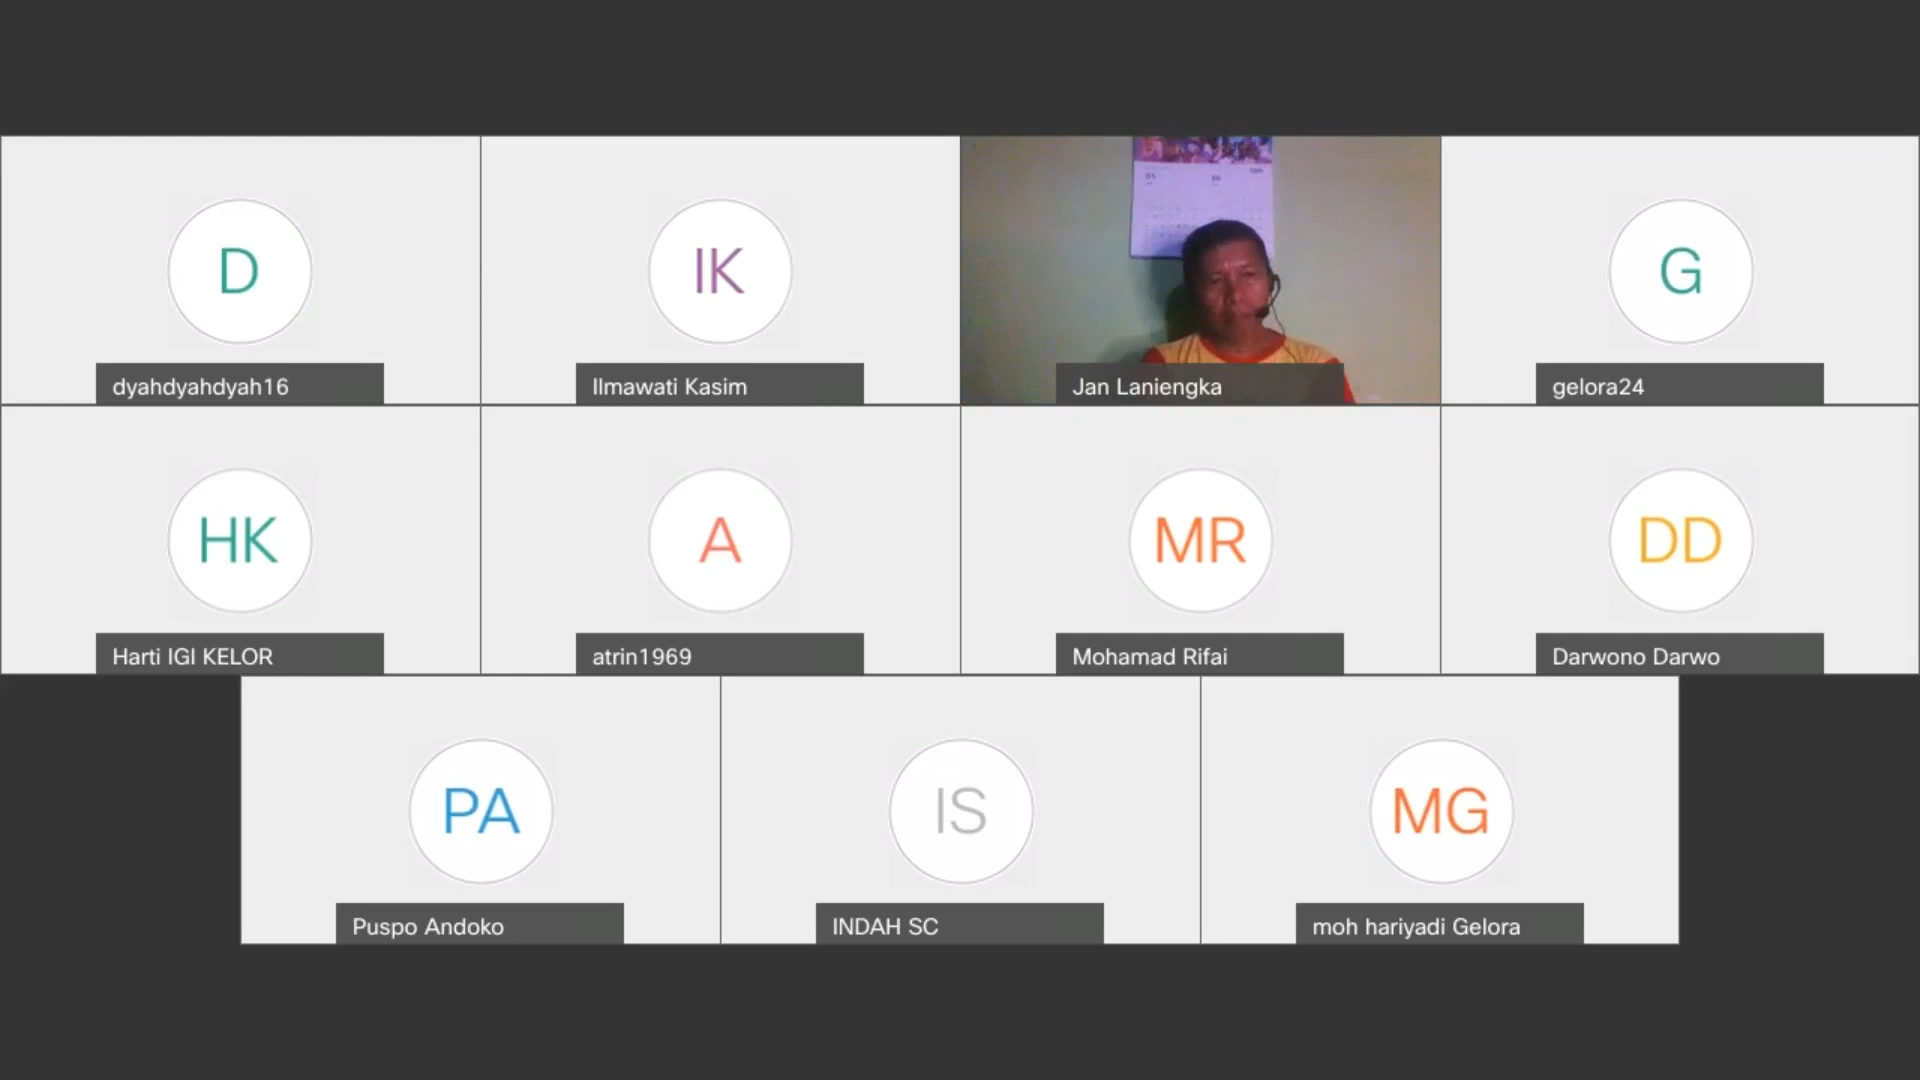 D
dyahdyahdyah16
IK
Ilmawati Kasim
05
Jan Laniengka
G
gelora24
HK
Harti IGI KELOR
A
atrin1969
MR
Mohamad Rifai
DD
Darwono Darwo
PA
Puspo Andoko
IS
INDAH SC
MG
moh hariyadi Gelora